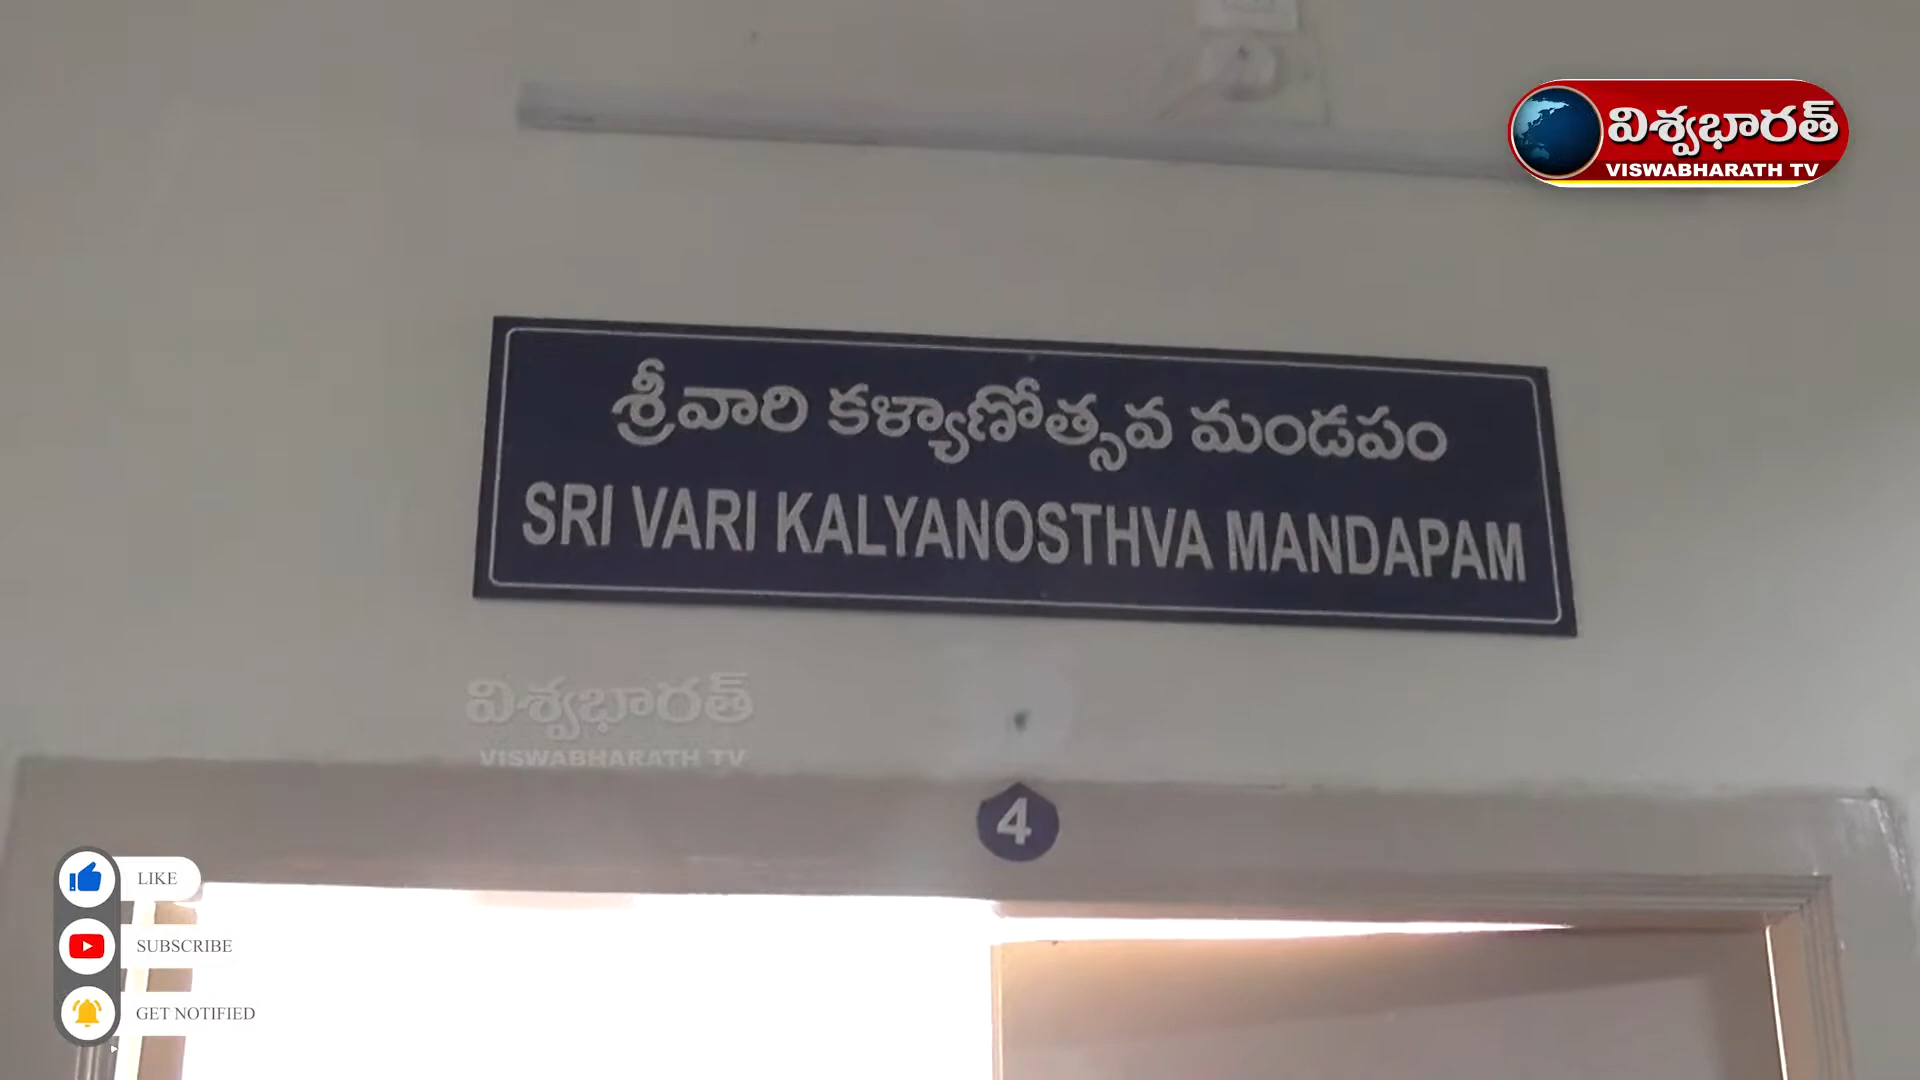 విశ్వభారత్
VISWABHARATH TV
శ్రీవారి కళ్యాణోత్సవ మండపం
SRI VARI KALYANOSTHVA MANDAPAM
విశ్వభారత్
VISWABHARATH TV
4
LIKE
SUBSCRIBE
GET NOTIFIED